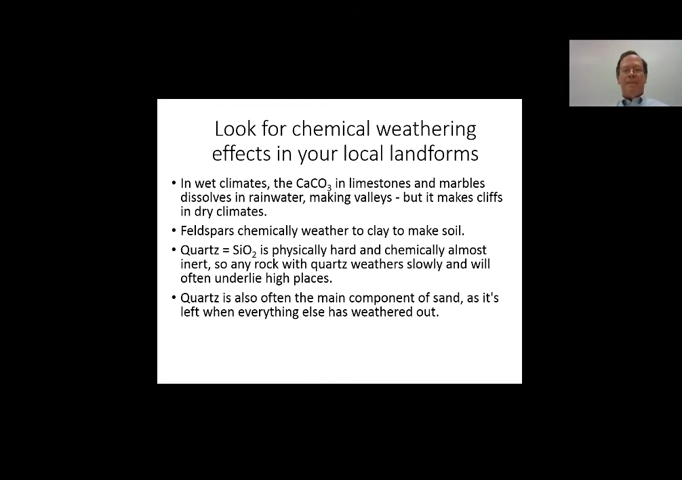 Look for chemical weathering
effects in your local landforms
• In wet climates, the CaCO₃ in limestones and marbles
dissolves in rainwater, making valleys - but it makes cliffs
in dry climates.
• Feldspars chemically weather to clay to make soil.
• Quartz = SiO₂ is physically hard and chemically almost
inert, so any rock with quartz weathers slowly and will
often underlie high places.
• Quartz is also often the main component of sand, as it's
left when everything else has weathered out.